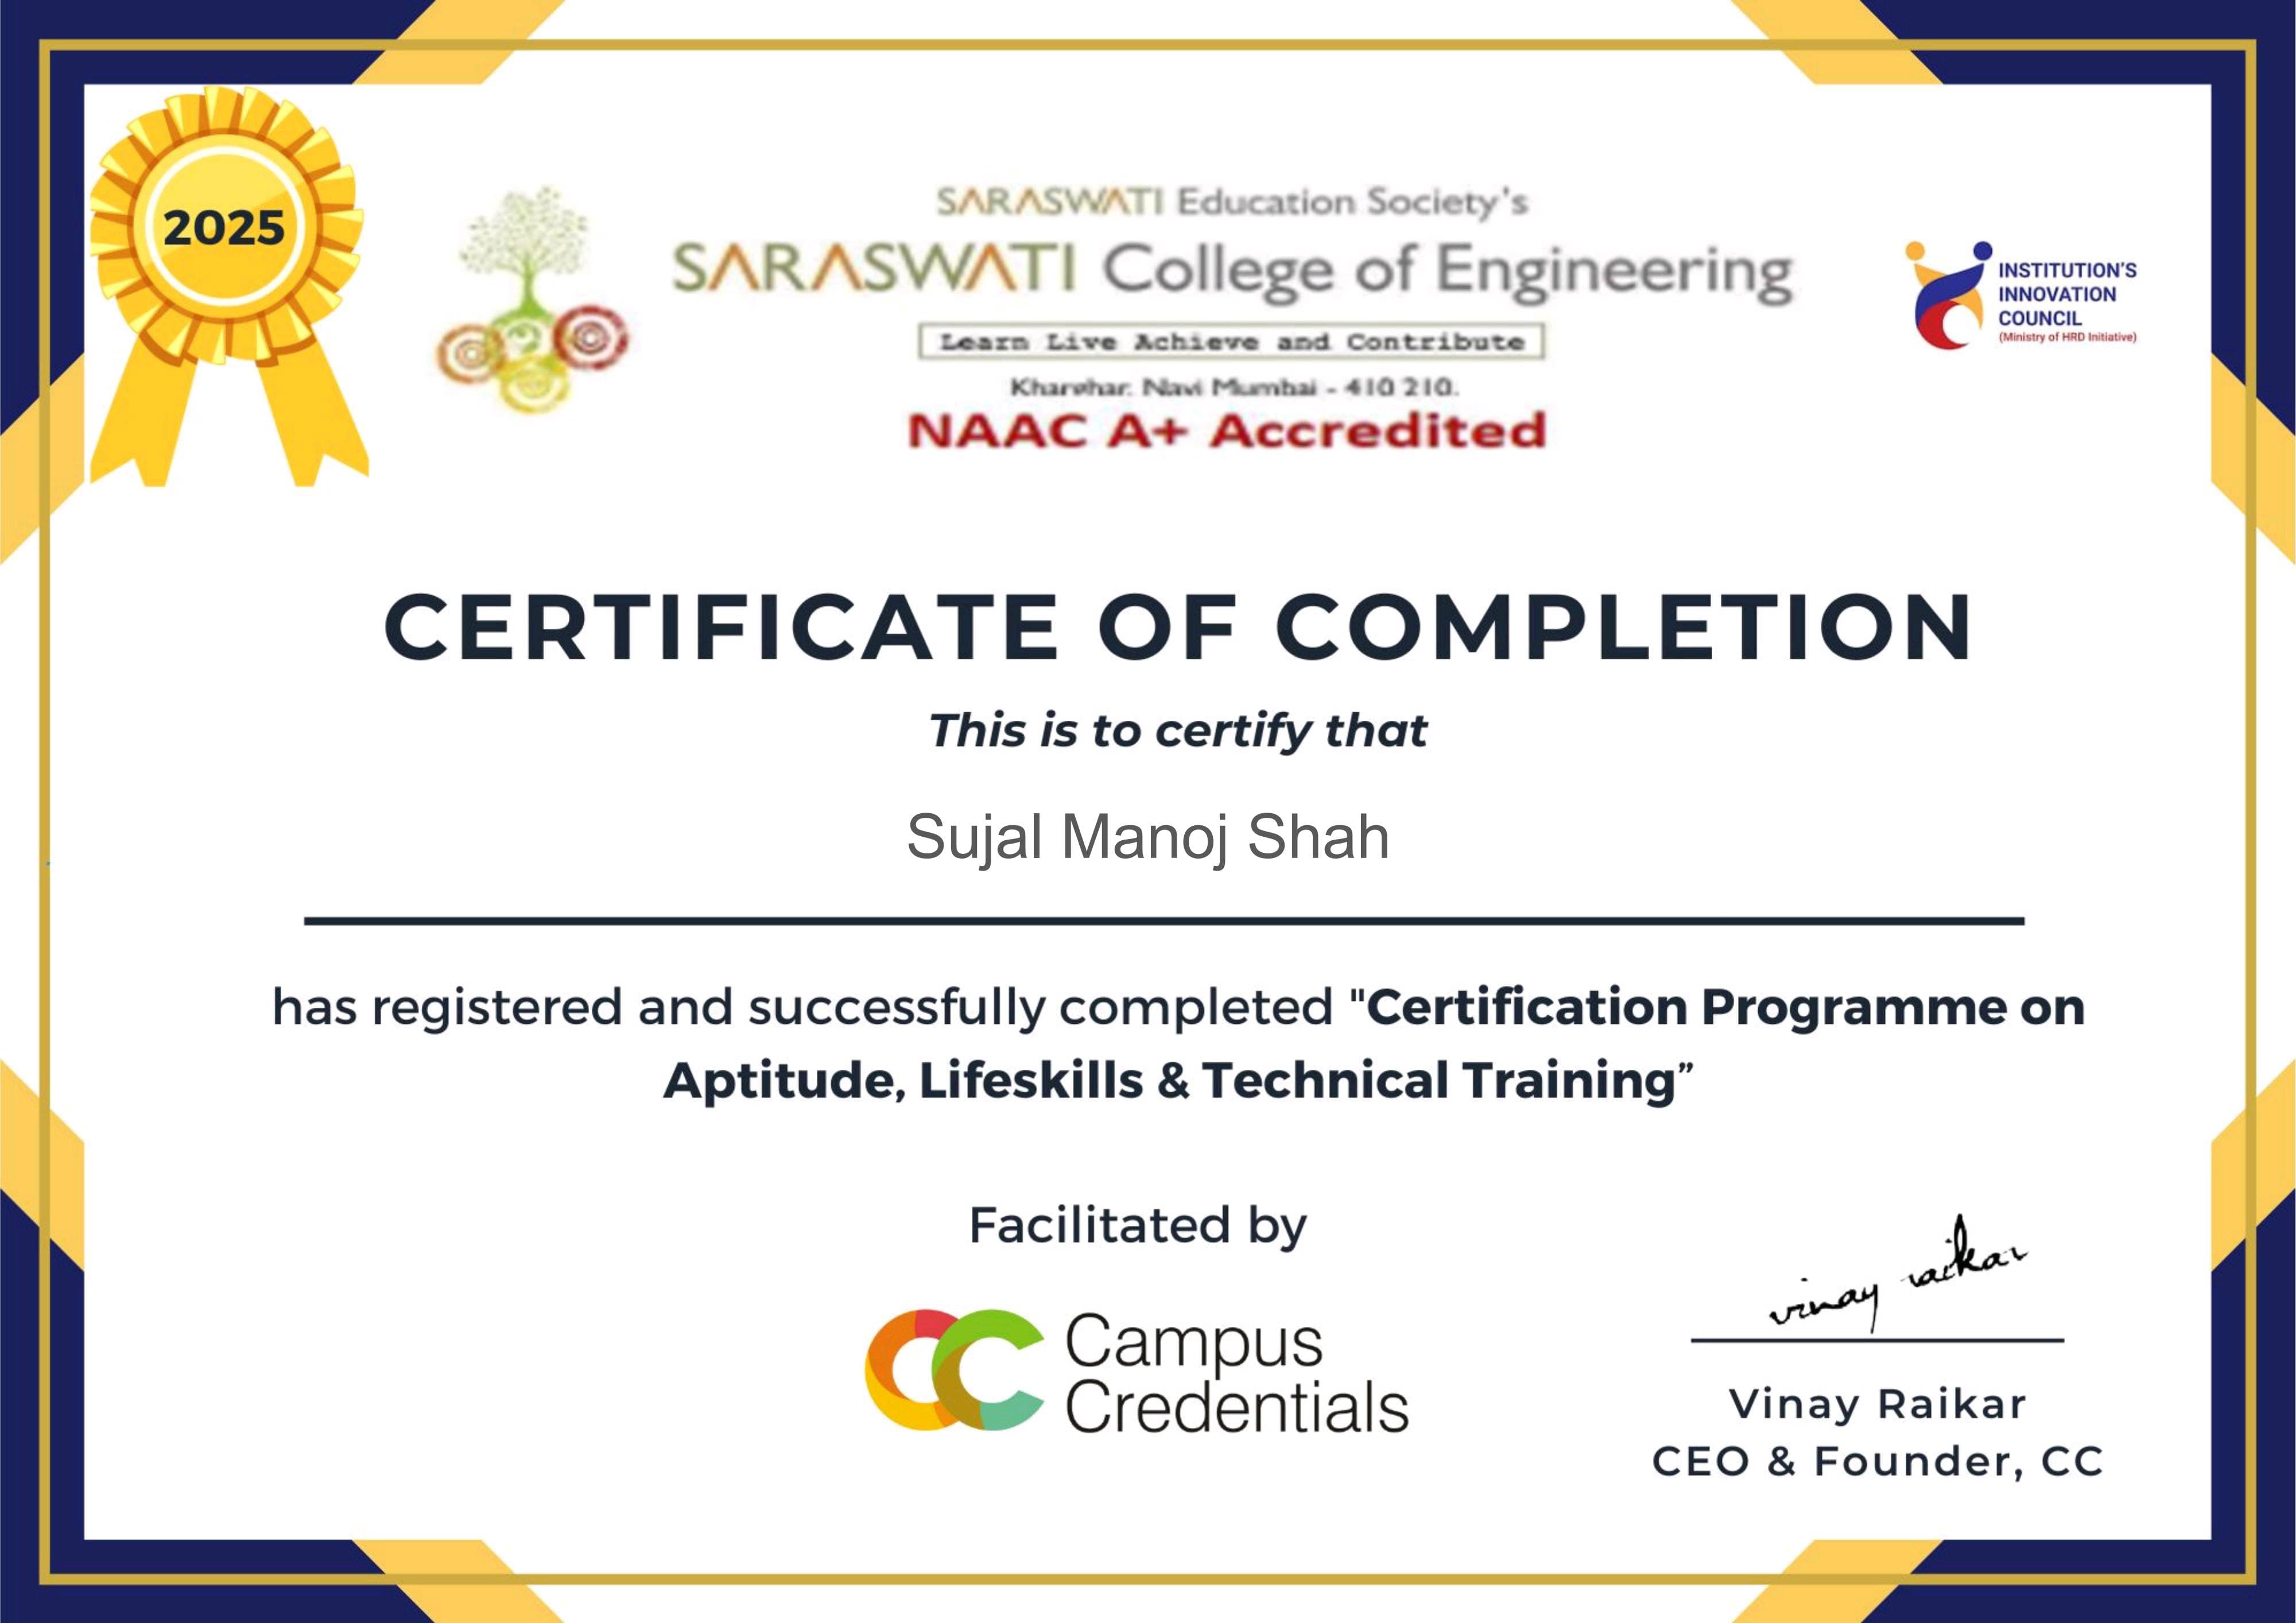 2025
SARASWATI Education Society's
SARASWATI College of Engineering
Learn Live Achieve and Contribute
Kharghar. Navi Mumbai - 410 210.
NAAC A+ Accredited
INSTITUTION'S
INNOVATION
COUNCIL
(Ministry of HRD Initiative)
CERTIFICATE OF COMPLETION
This is to certify that
Sujal Manoj Shah
has registered and successfully completed "Certification Programme on
Aptitude, Lifeskills & Technical Training”
Facilitated by
Campus
Credentials
vinay raikar
Vinay Raikar
CEO & Founder, CC